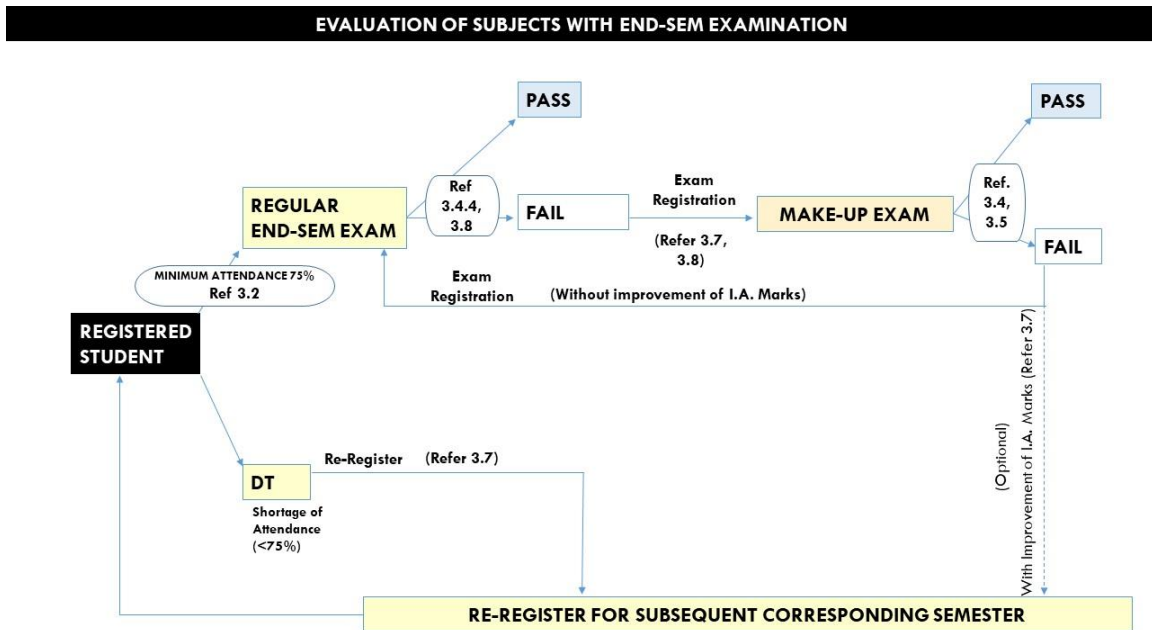 EVALUATION OF SUBJECTS WITH END-SEM EXAMINATION
PASS
PASS
Ref
3.4.4,
3.8
REGULAR
END-SEM EXAM
FAIL
Exam
Registration
(Refer 3.7,
3.8)
MAKE-UP EXAM
Ref.
3.4,
3.5
FAIL
MINIMUM ATTENDANCE 75%
Ref 3.2
Exam
Registration
(Without improvement of I.A. Marks)
REGISTERED
STUDENT
DT
Shortage of
Attendance
(<75%)
Re-Register (Refer 3.7)
(Optional)
With Improvement of I.A. Marks (Refer 3.7)
RE-REGISTER FOR SUBSEQUENT CORRESPONDING SEMESTER